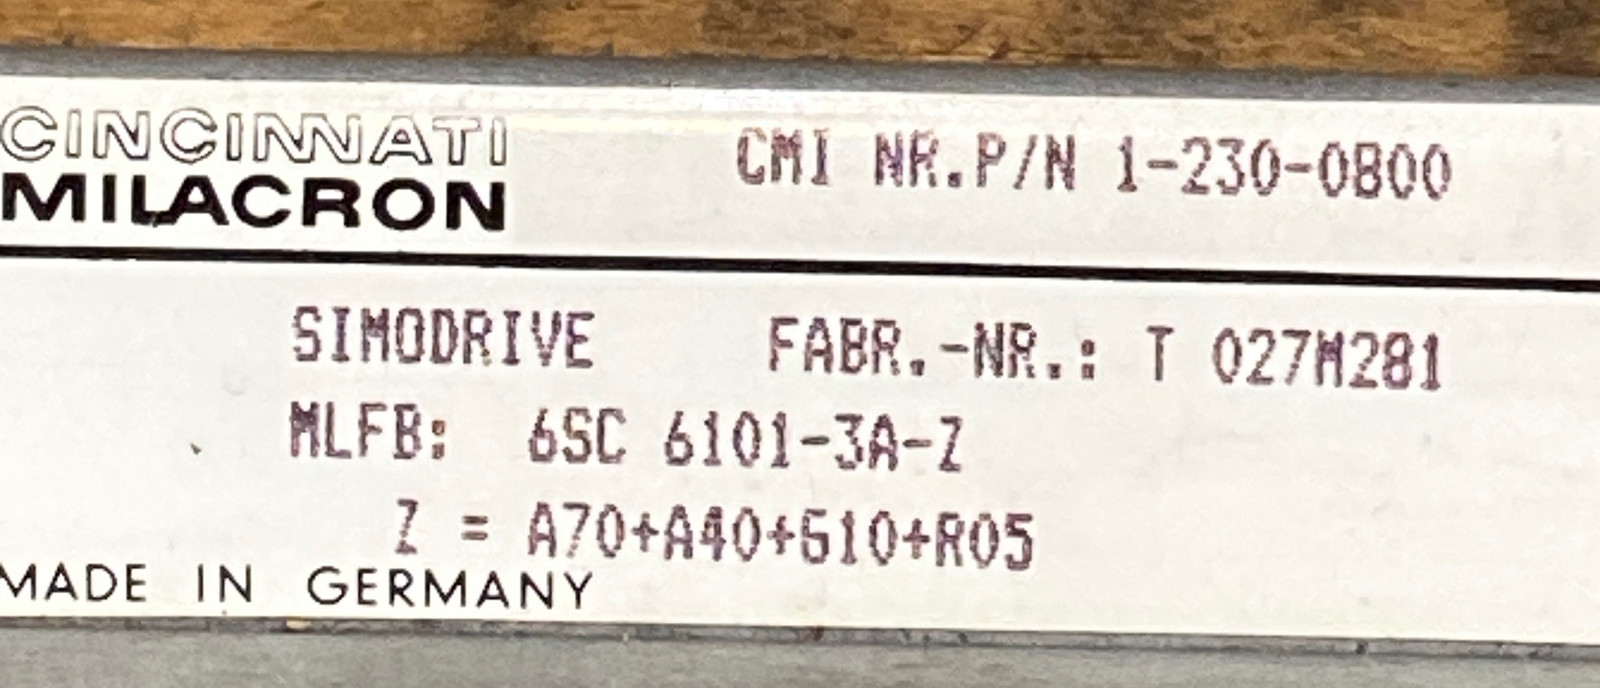 CINCINNATI
MILACRON
CMI NR.P/N 1-230-0800
SIMODRIVE FABR.-NR.: T 027M281
MLFB: 6SC 6101-3A-Z
Z = A70+A40+G10+R05
MADE IN GERMANY